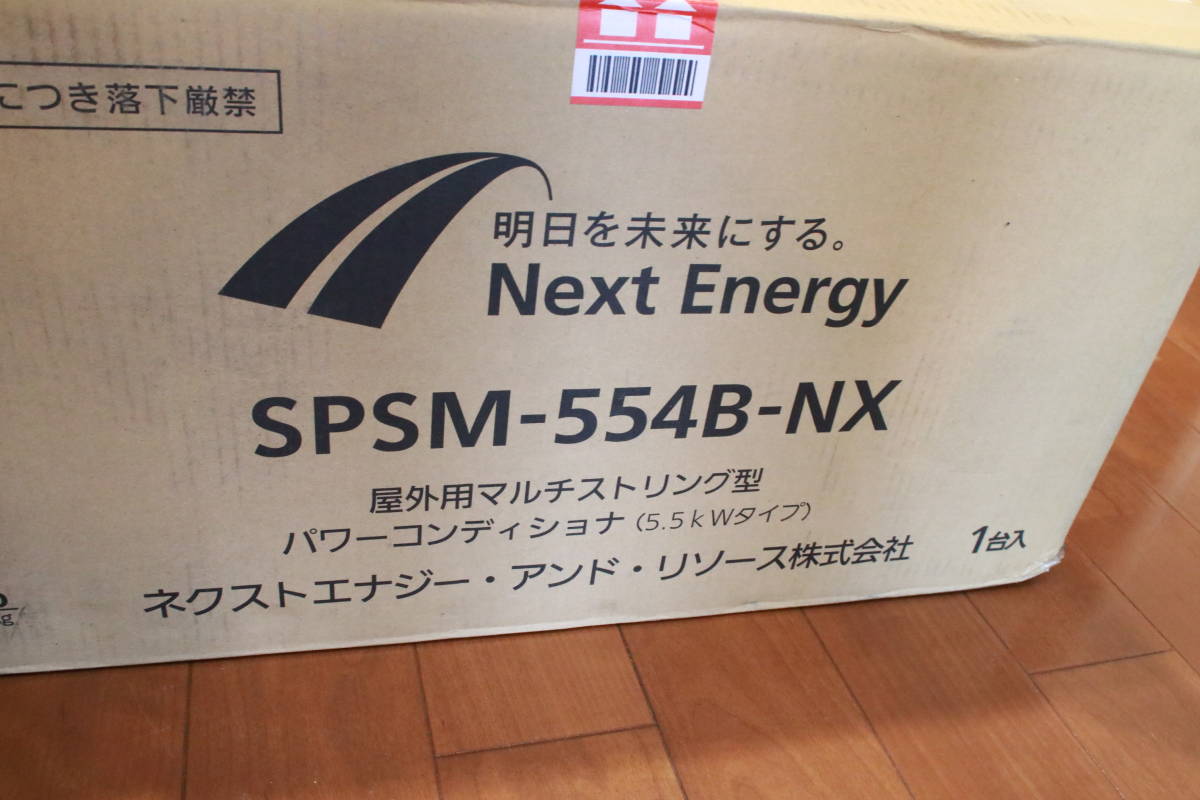 につき落下厳禁
明日を未来にする。
Next Energy
SPSM-554B-NX
屋外用マルチストリング型
パワーコンディショナ (5.5kWタイプ)
ネクストエナジー・アンド・リソース株式会社
1台入